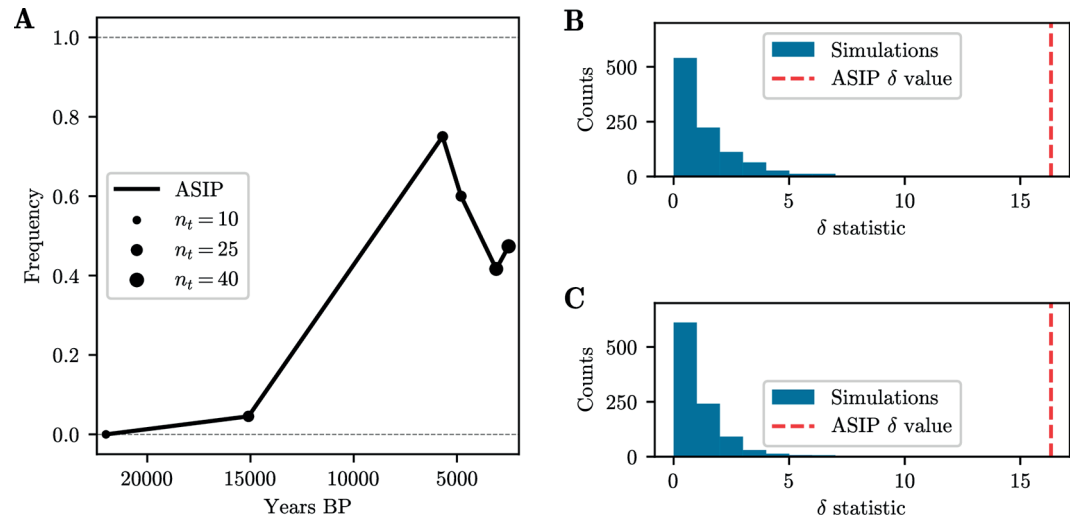 A
Frequency
1.0
0.8
0.6
0.4
0.2
0.0
ASIP
n_t = 10
n_t = 25
n_t = 40
20000 15000 10000 5000
Years BP
B
Counts
500
250
0
Simulations
ASIP δ value
0 5 10 15
δ statistic
C
Counts
500
250
0
Simulations
ASIP δ value
0 5 10 15
δ statistic